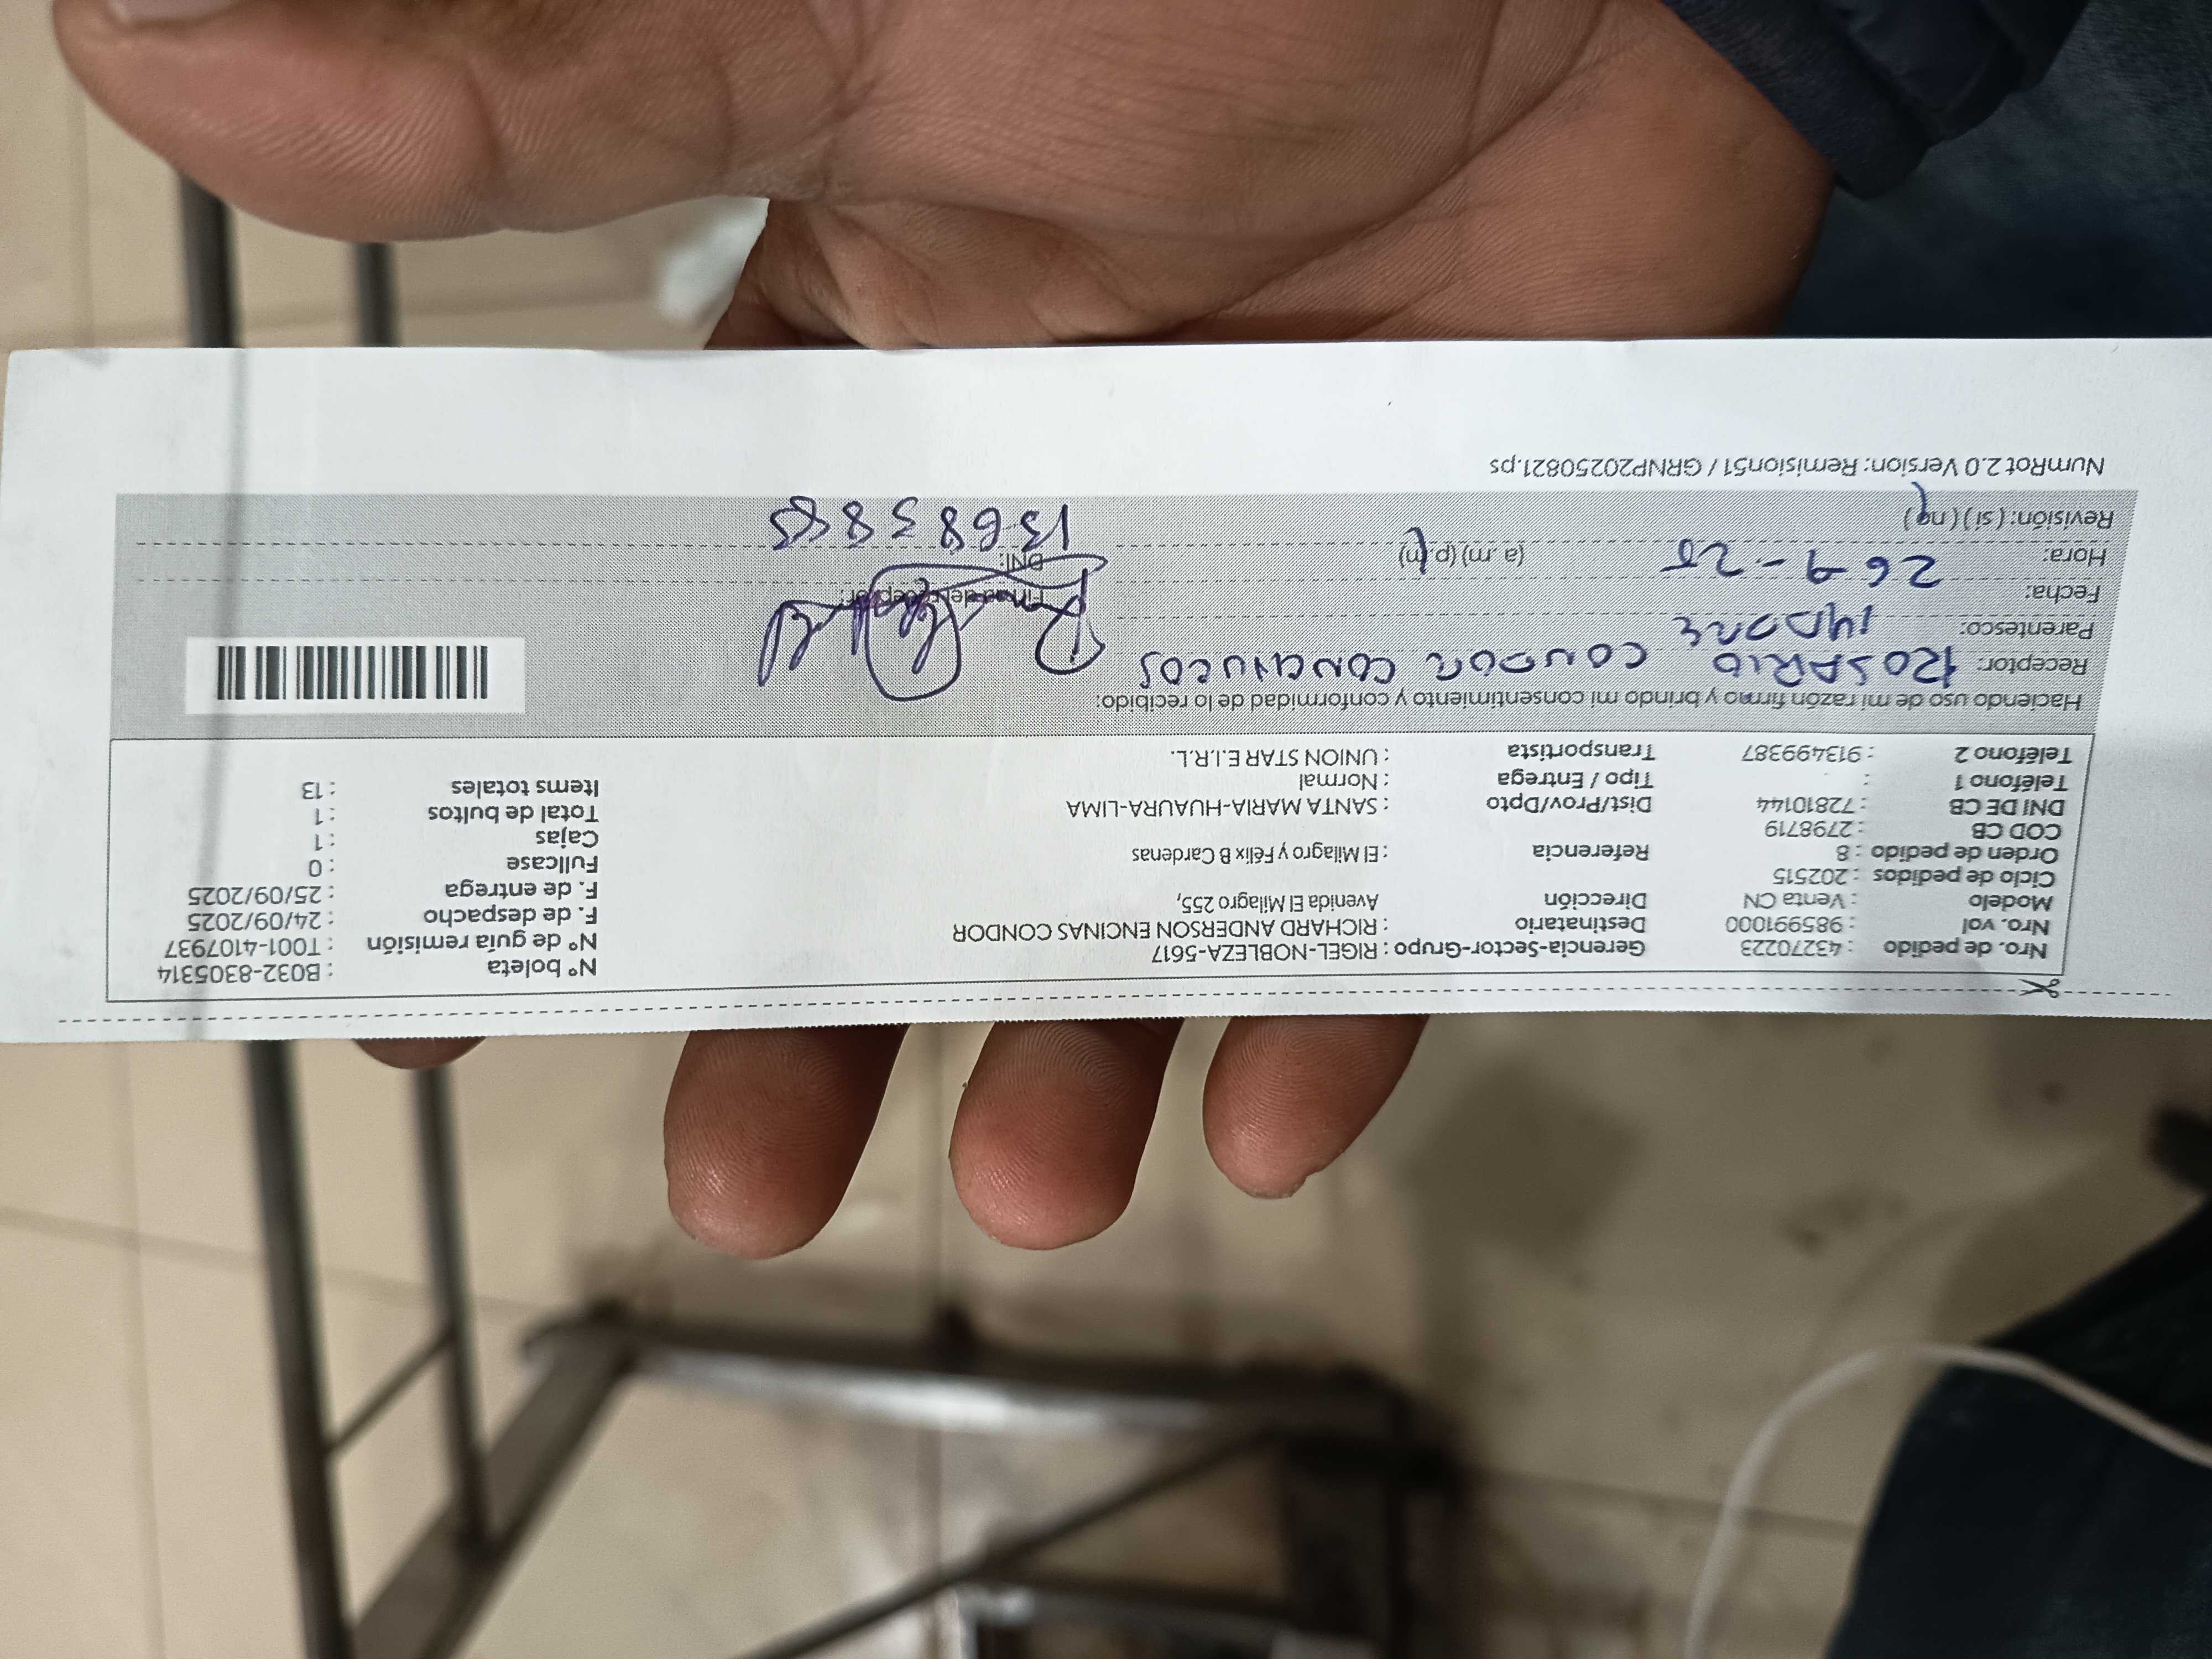 Nro. de pedido : 43270223 Gerencia-Sector-Grupo : RIGEL-NOBLEZA-5617 N° boleta : B032-8305314
Nro. vol : 985991000 Destinatario : RICHARD ANDERSON ENCINAS CONDOR N° de guía remisión : T001-4107937
Modelo : Venta CN Dirección Avenida El Milagro 255, F. de despacho : 24/09/2025
Ciclo de pedidos : 202515 F. de entrega : 25/09/2025
Orden de pedido : 8 Referencia : El Milagro y Félix B Cardenas Fullcase : 0
COD CB : 2798719 Cajas : 1
DNI DE CB : 72810144 Dist/Prov/Dpto : SANTA MARIA-HUAURA-LIMA Total de bultos : 1
Teléfono 1 : Tipo / Entrega : Normal Items totales : 13
Teléfono 2 : 913499387 Transportista : UNION STAR E.I.R.L.
Haciendo uso de mi razón firmo y brindo mi consentimiento y conformidad de lo recibido:
Receptor: ROSARIO CONDOR CONCHUCOS
Parentesco:
Fecha: 26 9-25 Firma del Receptor:
Hora: (a. m) (p. m) DNI:
Revisión: ( sí ) ( no )
NumRot 2.0 Version: Remision51 / GRNP20250821.ps